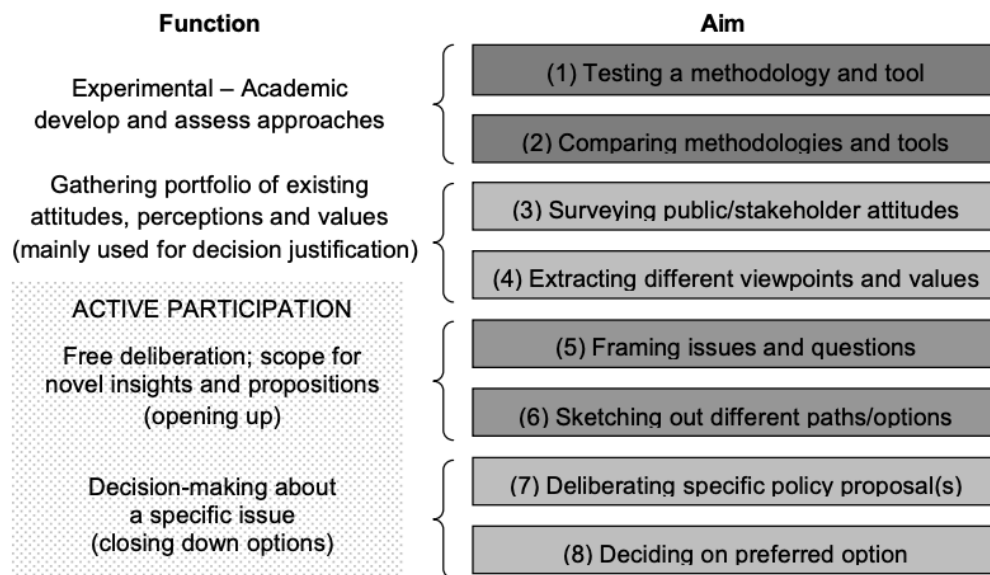 Function
Aim
Experimental – Academic
develop and assess approaches
(1) Testing a methodology and tool
(2) Comparing methodologies and tools
Gathering portfolio of existing
attitudes, perceptions and values
(mainly used for decision justification)
(3) Surveying public/stakeholder attitudes
(4) Extracting different viewpoints and values
ACTIVE PARTICIPATION
Free deliberation; scope for
novel insights and propositions
(opening up)
(5) Framing issues and questions
(6) Sketching out different paths/options
Decision-making about
a specific issue
(closing down options)
(7) Deliberating specific policy proposal(s)
(8) Deciding on preferred option